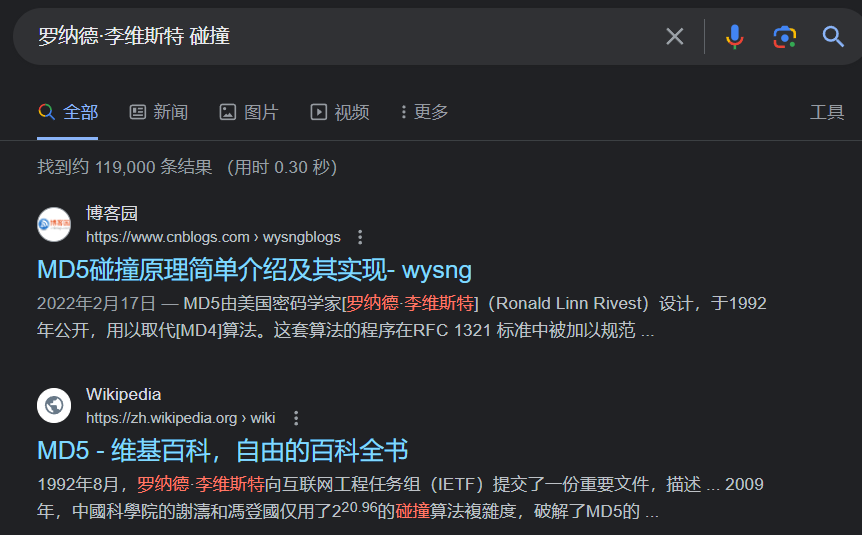 罗纳德·李维斯特 碰撞
全部 新闻 图片 视频 更多 工具
找到约 119,000 条结果 （用时 0.30 秒）
博客园
https://www.cnblogs.com › wysngblogs
MD5碰撞原理简单介绍及其实现- wysng
2022年2月17日 — MD5由美国密码学家[罗纳德·李维斯特]（Ronald Linn Rivest）设计，于1992
年公开，用以取代[MD4]算法。这套算法的程序在RFC 1321 标准中被加以规范 ...
Wikipedia
https://zh.wikipedia.org › wiki
MD5 - 维基百科，自由的百科全书
1992年8月，罗纳德·李维斯特向互联网工程任务组（IETF）提交了一份重要文件，描述 ... 2009
年，中國科學院的謝濤和馮登國仅用了2^20.96的碰撞算法複雜度，破解了MD5的 ...